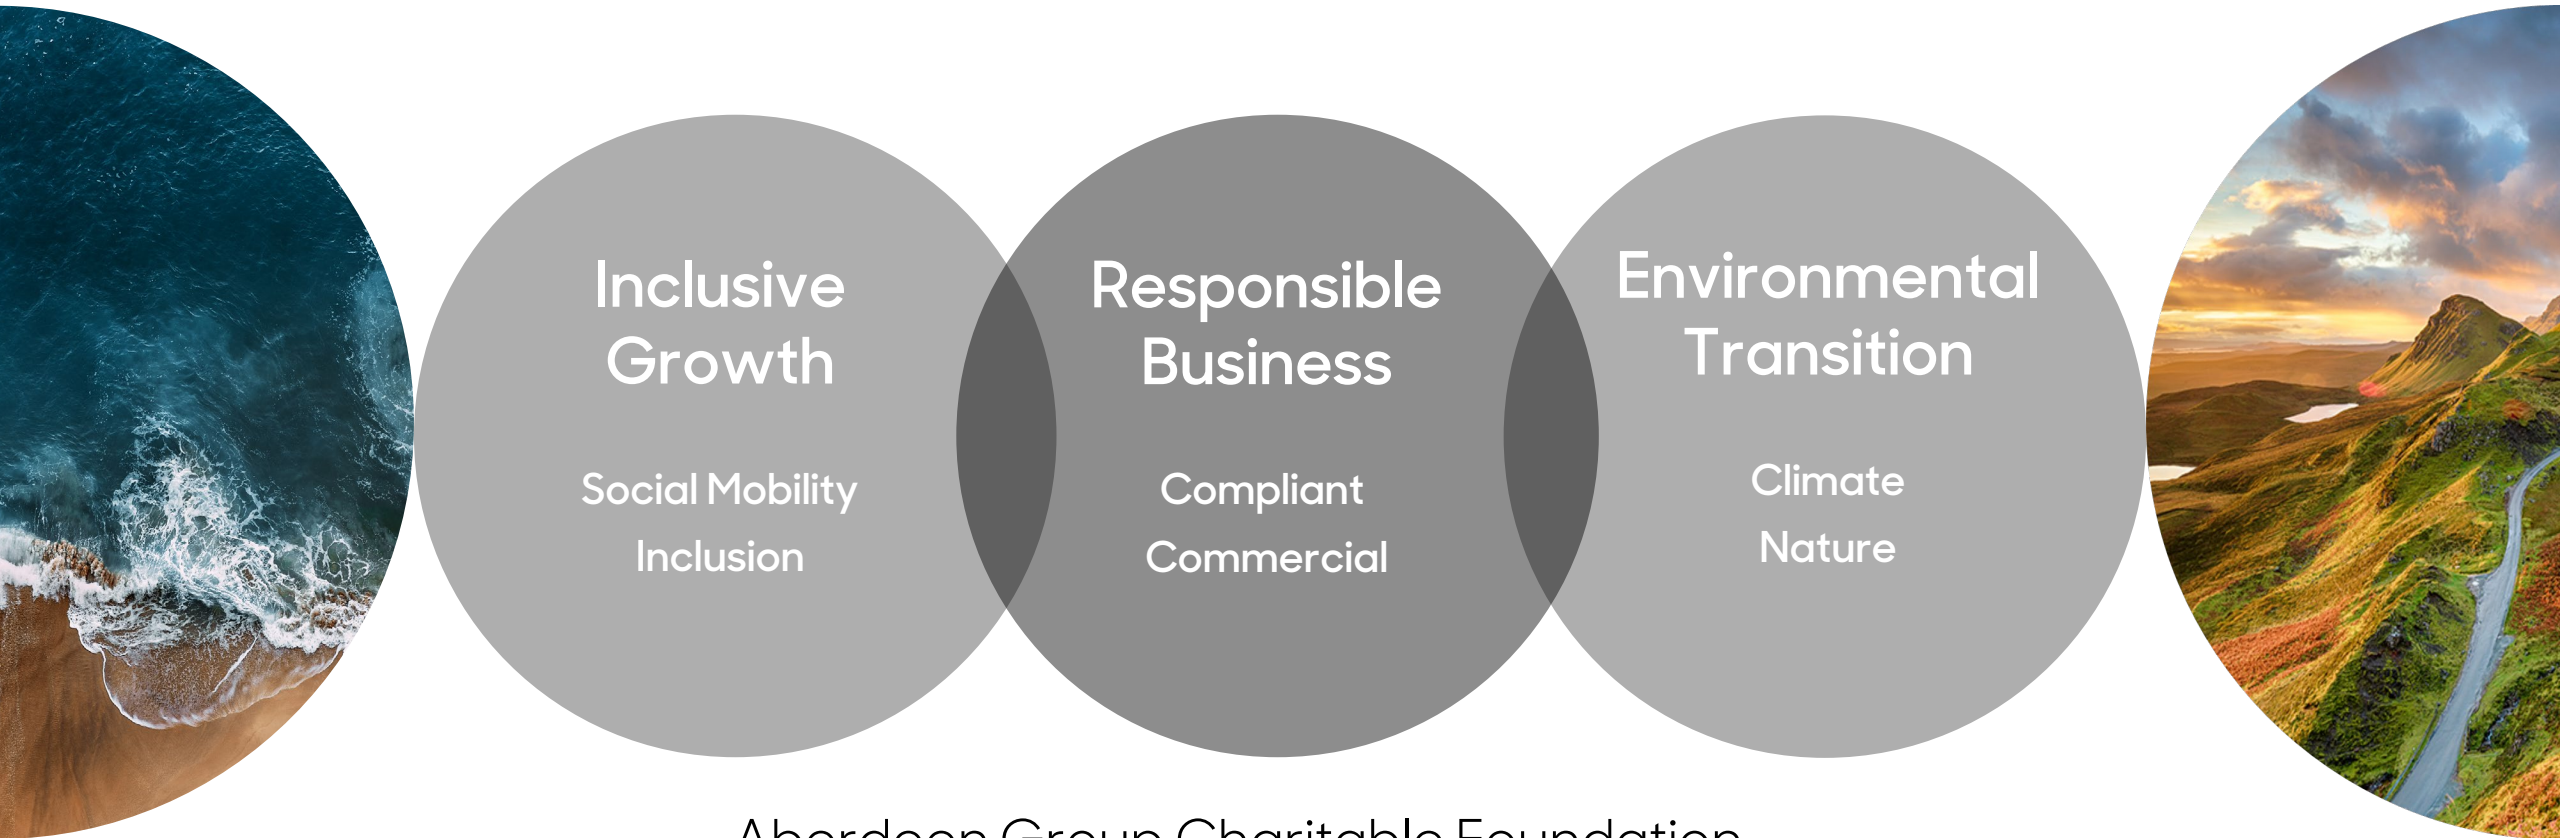 Inclusive
Growth
Social Mobility
Inclusion
Responsible
Business
Compliant
Commercial
Environmental
Transition
Climate
Nature
Aberdeen Group Charitable Foundation